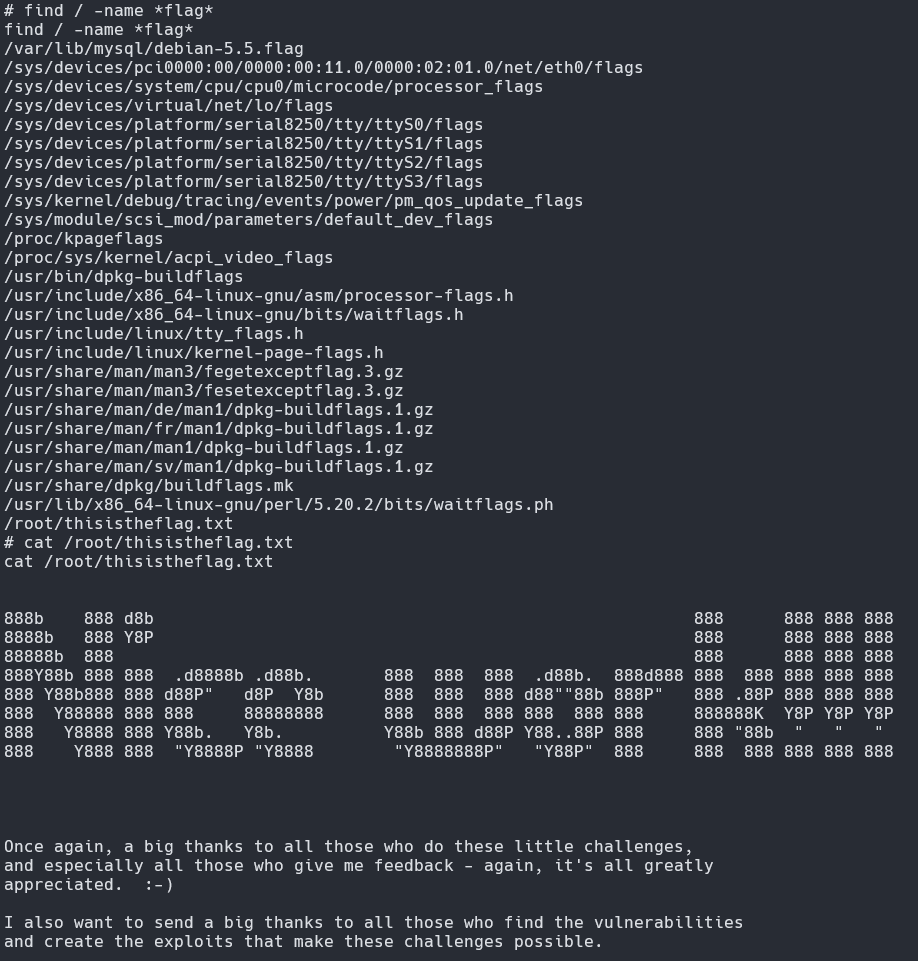 # find / -name *flag*
find / -name *flag*
/var/lib/mysql/debian-5.5.flag
/sys/devices/pci0000:00/0000:00:11.0/0000:02:01.0/net/eth0/flags
/sys/devices/system/cpu/cpu0/microcode/processor_flags
/sys/devices/virtual/net/lo/flags
/sys/devices/platform/serial8250/tty/ttyS0/flags
/sys/devices/platform/serial8250/tty/ttyS1/flags
/sys/devices/platform/serial8250/tty/ttyS2/flags
/sys/devices/platform/serial8250/tty/ttyS3/flags
/sys/kernel/debug/tracing/events/power/pm_qos_update_flags
/sys/module/scsi_mod/parameters/default_dev_flags
/proc/kpageflags
/proc/sys/kernel/acpi_video_flags
/usr/bin/dpkg-buildflags
/usr/include/x86_64-linux-gnu/asm/processor-flags.h
/usr/include/x86_64-linux-gnu/bits/waitflags.h
/usr/include/linux/tty_flags.h
/usr/include/linux/kernel-page-flags.h
/usr/share/man/man3/fegetexceptflag.3.gz
/usr/share/man/man3/fesetexceptflag.3.gz
/usr/share/man/de/man1/dpkg-buildflags.1.gz
/usr/share/man/fr/man1/dpkg-buildflags.1.gz
/usr/share/man/man1/dpkg-buildflags.1.gz
/usr/share/man/sv/man1/dpkg-buildflags.1.gz
/usr/share/dpkg/buildflags.mk
/usr/lib/x86_64-linux-gnu/perl/5.20.2/bits/waitflags.ph
/root/thisistheflag.txt
# cat /root/thisistheflag.txt
cat /root/thisistheflag.txt
888b    888 d8b                                                      888      888 888 888
8888b   888 Y8P                                                      888      888 888 888
88888b  888                                                          888      888 888 888
888Y88b 888 888  .d8888b .d88b.       888  888  888  .d88b.  888d888 888  888 888 888 888
888 Y88b888 888 d88P"   d8P  Y8b      888  888  888 d88""88b 888P"   888 .88P 888 888 888
888  Y88888 888 888     88888888      888  888  888 888  888 888     888888K  Y8P Y8P Y8P
888   Y8888 888 Y88b.   Y8b.          Y88b 888 d88P Y88..88P 888     888 "88b  "   "   "
888    Y888 888  "Y8888P "Y8888        "Y8888888P"   "Y88P"  888     888  888 888 888 888
Once again, a big thanks to all those who do these little challenges,
and especially all those who give me feedback - again, it's all greatly
appreciated.  :-)
I also want to send a big thanks to all those who find the vulnerabilities
and create the exploits that make these challenges possible.